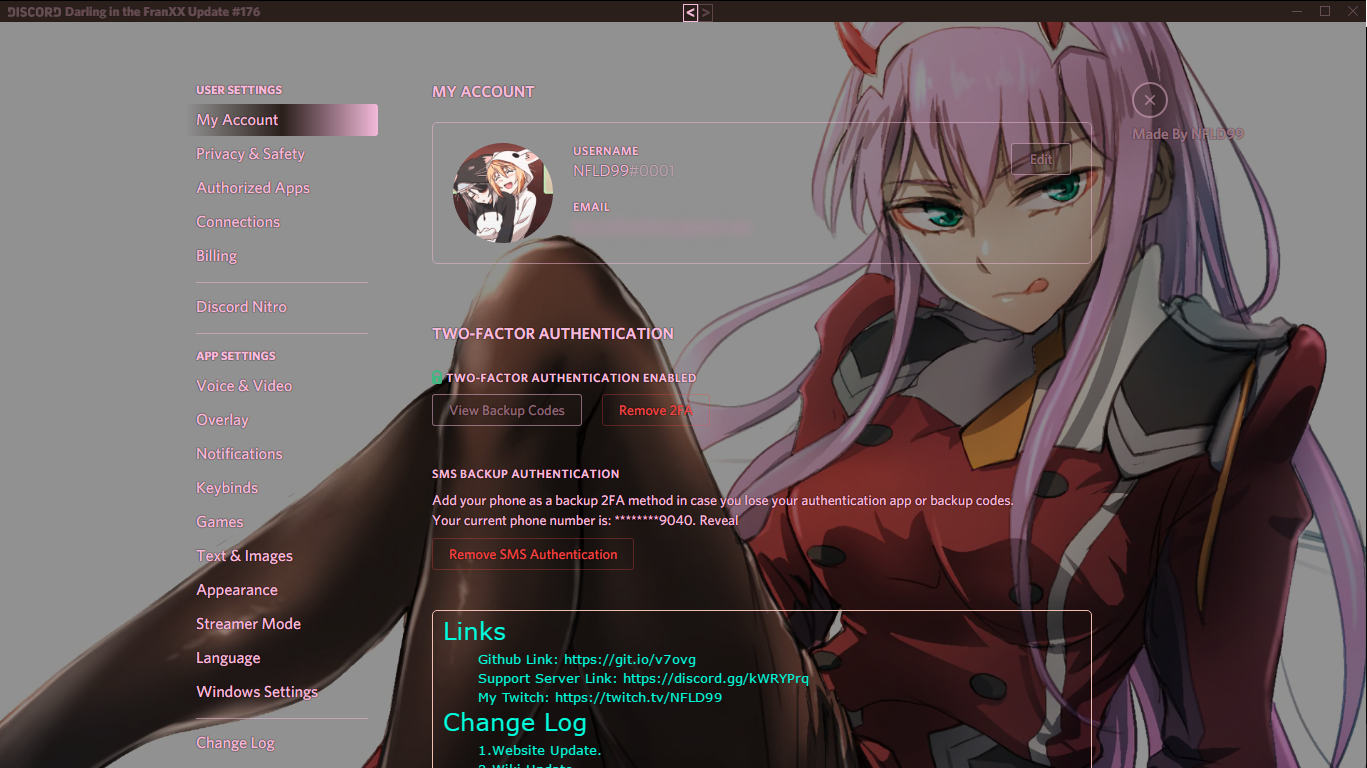 DISCORD Darling in the FranXX Update #176
< >
USER SETTINGS
My Account
Privacy & Safety
Authorized Apps
Connections
Billing
Discord Nitro
APP SETTINGS
Voice & Video
Overlay
Notifications
Keybinds
Games
Text & Images
Appearance
Streamer Mode
Language
Windows Settings
Change Log
MY ACCOUNT
USERNAME
NFLD99#0001
Edit
EMAIL
Made By NFLD99
TWO-FACTOR AUTHENTICATION
TWO-FACTOR AUTHENTICATION ENABLED
View Backup Codes
Remove 2FA
SMS BACKUP AUTHENTICATION
Add your phone as a backup 2FA method in case you lose your authentication app or backup codes.
Your current phone number is: ********9040. Reveal
Remove SMS Authentication
Links
Github Link: https://git.io/v7ovg
Support Server Link: https://discord.gg/kWRYPrq
My Twitch: https://twitch.tv/NFLD99
Change Log
1.Website Update.